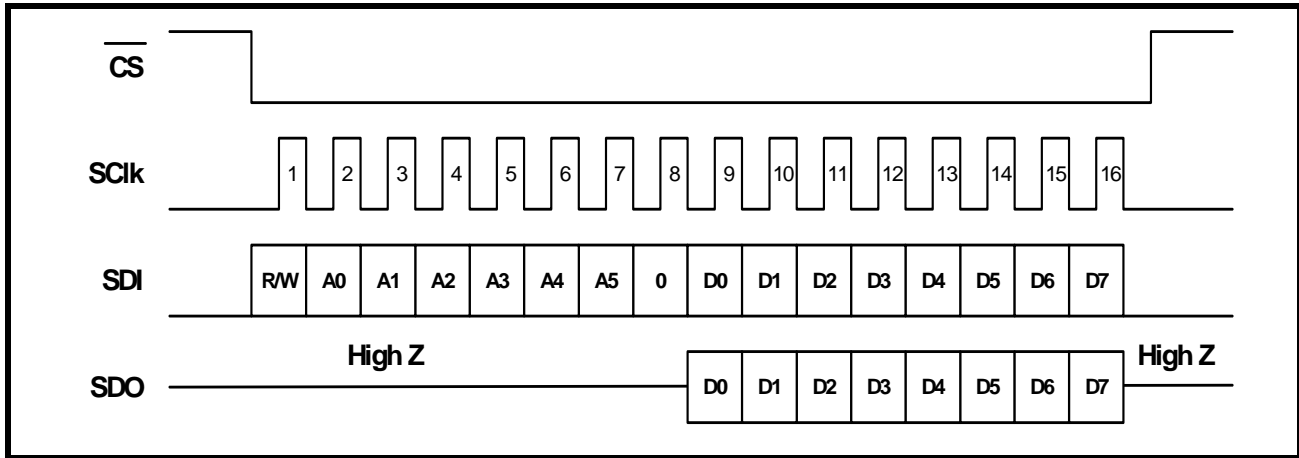 CS
SClk 1 2 3 4 5 6 7 8 9 10 11 12 13 14 15 16
SDI R/W A0 A1 A2 A3 A4 A5 0 D0 D1 D2 D3 D4 D5 D6 D7
High Z High Z
SDO D0 D1 D2 D3 D4 D5 D6 D7